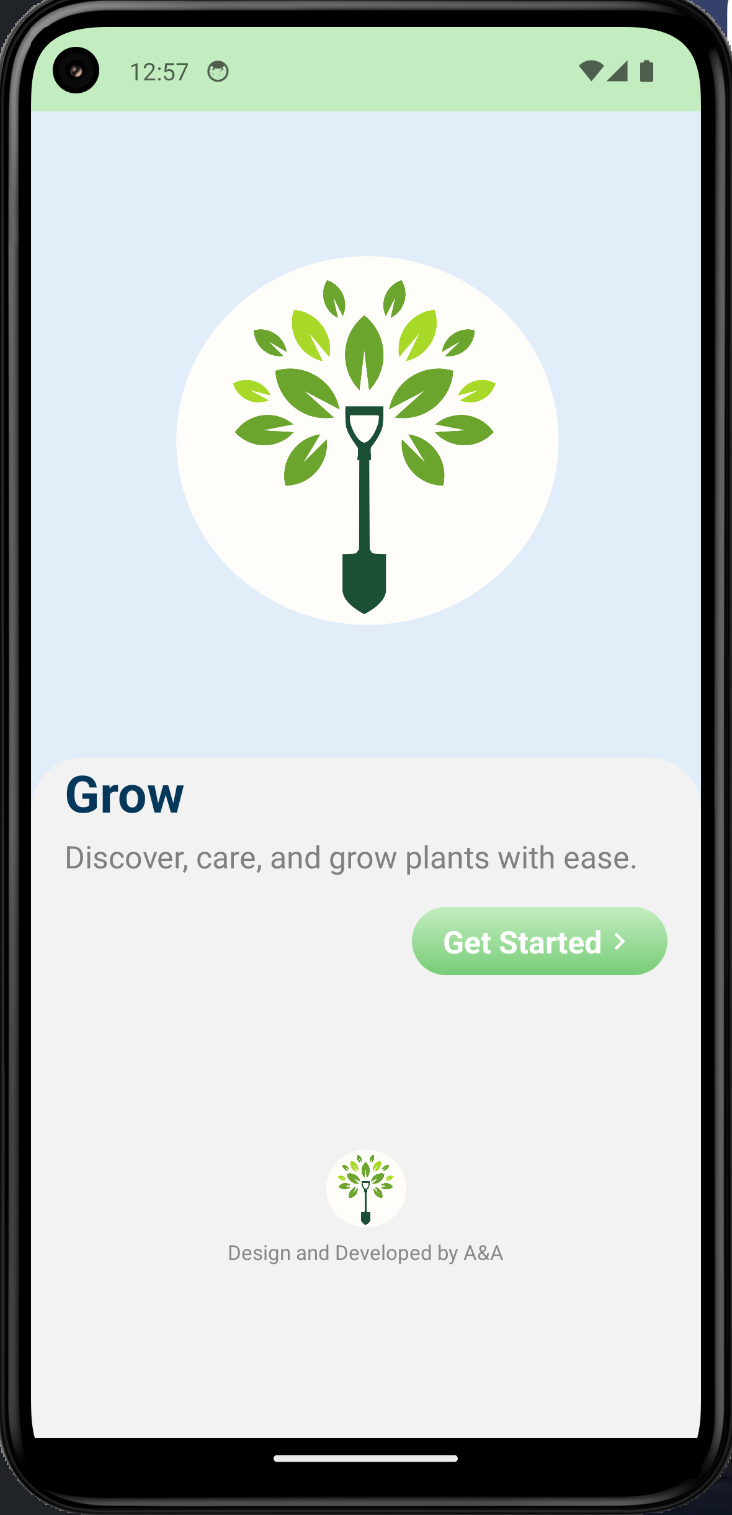 12:57
Grow
Discover, care, and grow plants with ease.
Get Started
Design and Developed by A&A